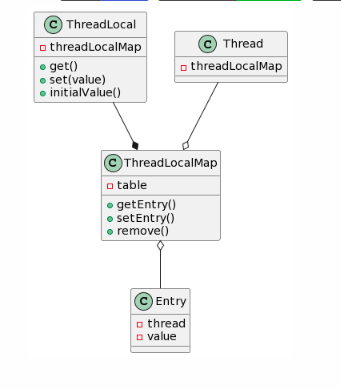 C ThreadLocal
threadLocalMap
get()
set(value)
initialValue()
C Thread
threadLocalMap
C ThreadLocalMap
table
getEntry()
setEntry()
remove()
C Entry
thread
value